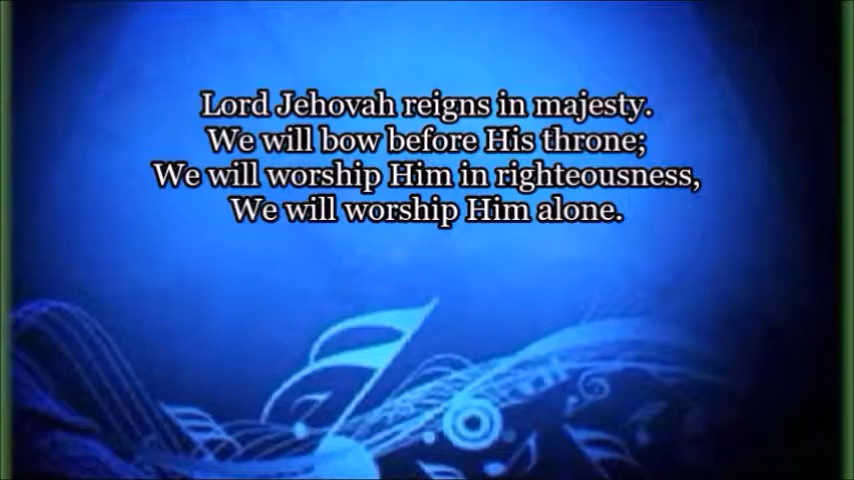 Lord Jehovah reigns in majesty.
We will bow before His throne;
We will worship Him in righteousness,
We will worship Him alone.